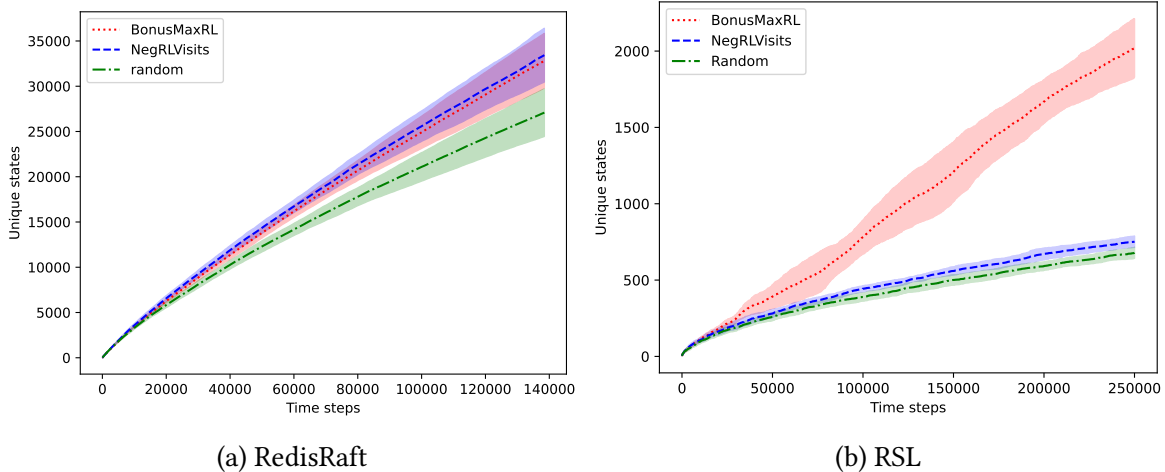 BonusMaxRL
NegRLVisits
random
Unique states
35000
30000
25000
20000
15000
10000
5000
0
0 20000 40000 60000 80000 100000 120000 140000
Time steps
(a) RedisRaft
BonusMaxRL
NegRLVisits
Random
Unique states
2000
1500
1000
500
0
0 50000 100000 150000 200000 250000
Time steps
(b) RSL